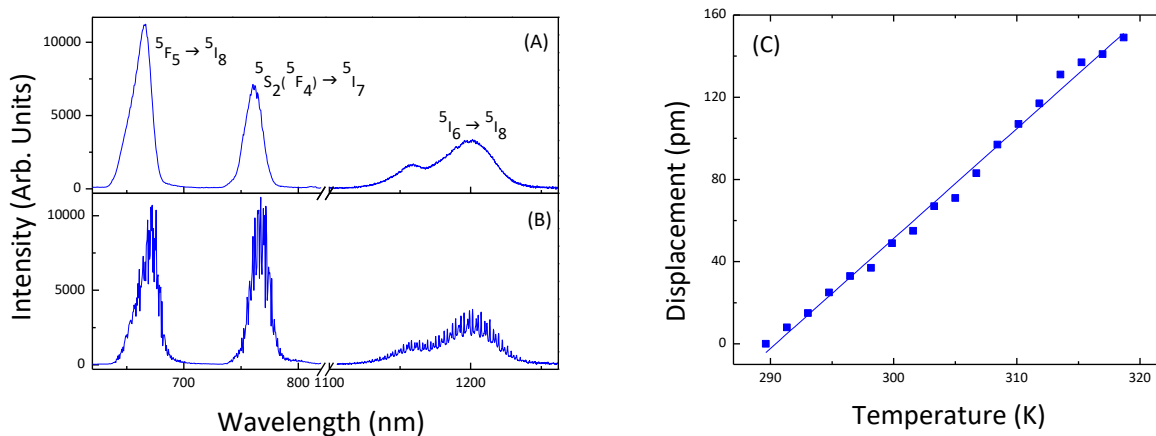 (A)
⁵F₅ → ⁵I₈
⁵S₂(⁵F₄) → ⁵I₇
⁵I₆ → ⁵I₈
10000
5000
0
(B)
10000
5000
0
700
800
1100
1200
Intensity (Arb. Units)
Wavelength (nm)
(C)
160
120
80
40
0
290
300
310
320
Displacement (pm)
Temperature (K)